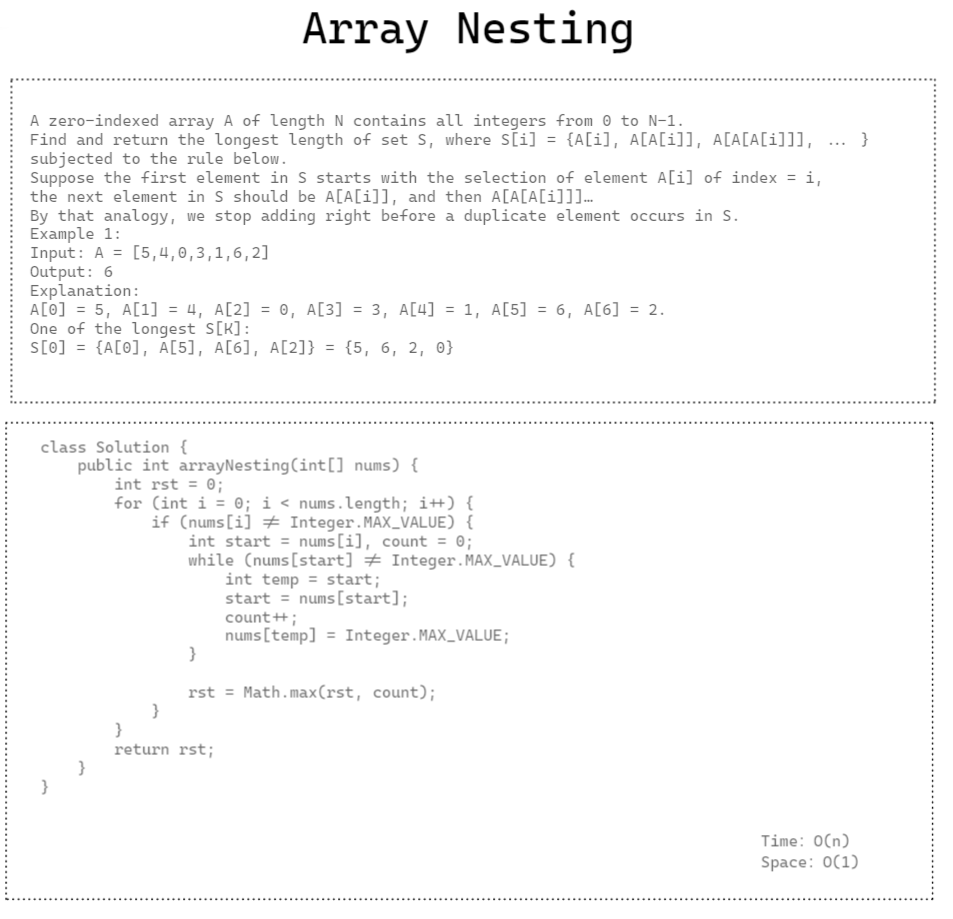 Array Nesting
A zero-indexed array A of length N contains all integers from 0 to N-1.
Find and return the longest length of set S, where S[i] = {A[i], A[A[i]], A[A[A[i]]], ... }
subjected to the rule below.
Suppose the first element in S starts with the selection of element A[i] of index = i,
the next element in S should be A[A[i]], and then A[A[A[i]]]…
By that analogy, we stop adding right before a duplicate element occurs in S.
Example 1:
Input: A = [5,4,0,3,1,6,2]
Output: 6
Explanation:
A[0] = 5, A[1] = 4, A[2] = 0, A[3] = 3, A[4] = 1, A[5] = 6, A[6] = 2.
One of the longest S[K]:
S[0] = {A[0], A[5], A[6], A[2]} = {5, 6, 2, 0}
class Solution {
    public int arrayNesting(int[] nums) {
        int rst = 0;
        for (int i = 0; i < nums.length; i++) {
            if (nums[i] ≠ Integer.MAX_VALUE) {
                int start = nums[i], count = 0;
                while (nums[start] ≠ Integer.MAX_VALUE) {
                    int temp = start;
                    start = nums[start];
                    count++;
                    nums[temp] = Integer.MAX_VALUE;
                }
                rst = Math.max(rst, count);
            }
        }
        return rst;
    }
}
Time: O(n)
Space: O(1)